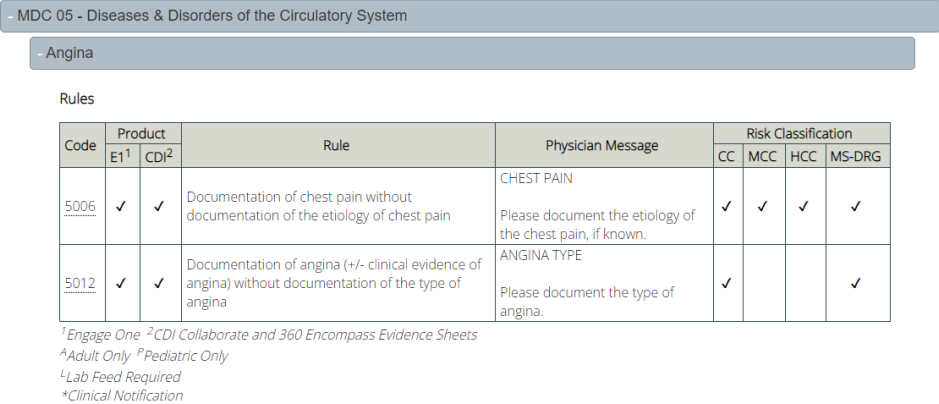 - MDC 05 - Diseases & Disorders of the Circulatory System
- Angina
Rules
Code
Product
Rule
Physician Message
Risk Classification
E1¹
CDI²
CC
MCC
HCC
MS-DRG
5006
✓
✓
Documentation of chest pain without
documentation of the etiology of chest pain
CHEST PAIN
Please document the etiology of
the chest pain, if known.
✓
✓
✓
✓
5012
✓
✓
Documentation of angina (+/- clinical evidence of
angina) without documentation of the type of
angina
ANGINA TYPE
Please document the type of
angina.
✓
✓
¹Engage One ²CDI Collaborate and 360 Encompass Evidence Sheets
ᴬAdult Only ᴾPediatric Only
ᴸLab Feed Required
*Clinical Notification